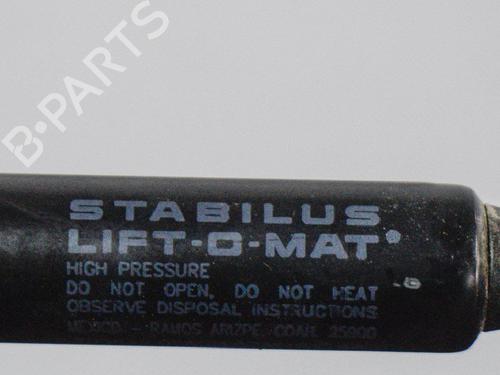 B-PARTS
STABILUS
LIFT-O-MAT®
HIGH PRESSURE
DO NOT OPEN, DO NOT HEAT
OBSERVE DISPOSAL INSTRUCTIONS
MEXICO - RAMOS ARIZPE COAH. 25900